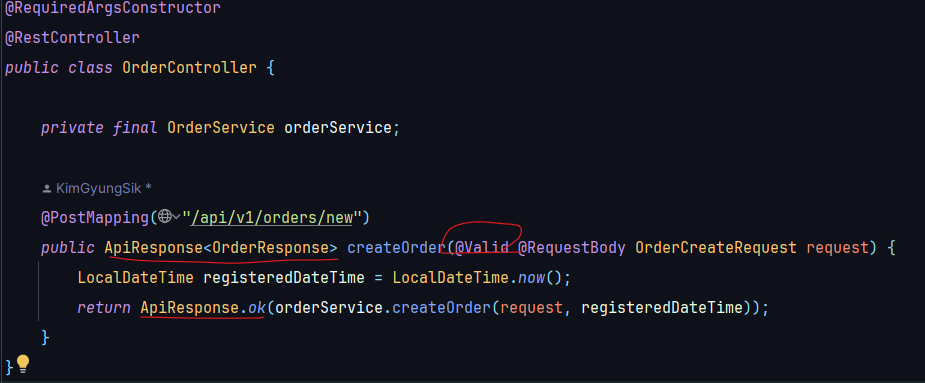 @RequiredArgsConstructor
@RestController
public class OrderController {
private final OrderService orderService;
KimGyungSik *
@PostMapping("/api/v1/orders/new")
public ApiResponse<OrderResponse> createOrder(@Valid @RequestBody OrderCreateRequest request) {
LocalDateTime registeredDateTime = LocalDateTime.now();
return ApiResponse.ok(orderService.createOrder(request, registeredDateTime));
}
}